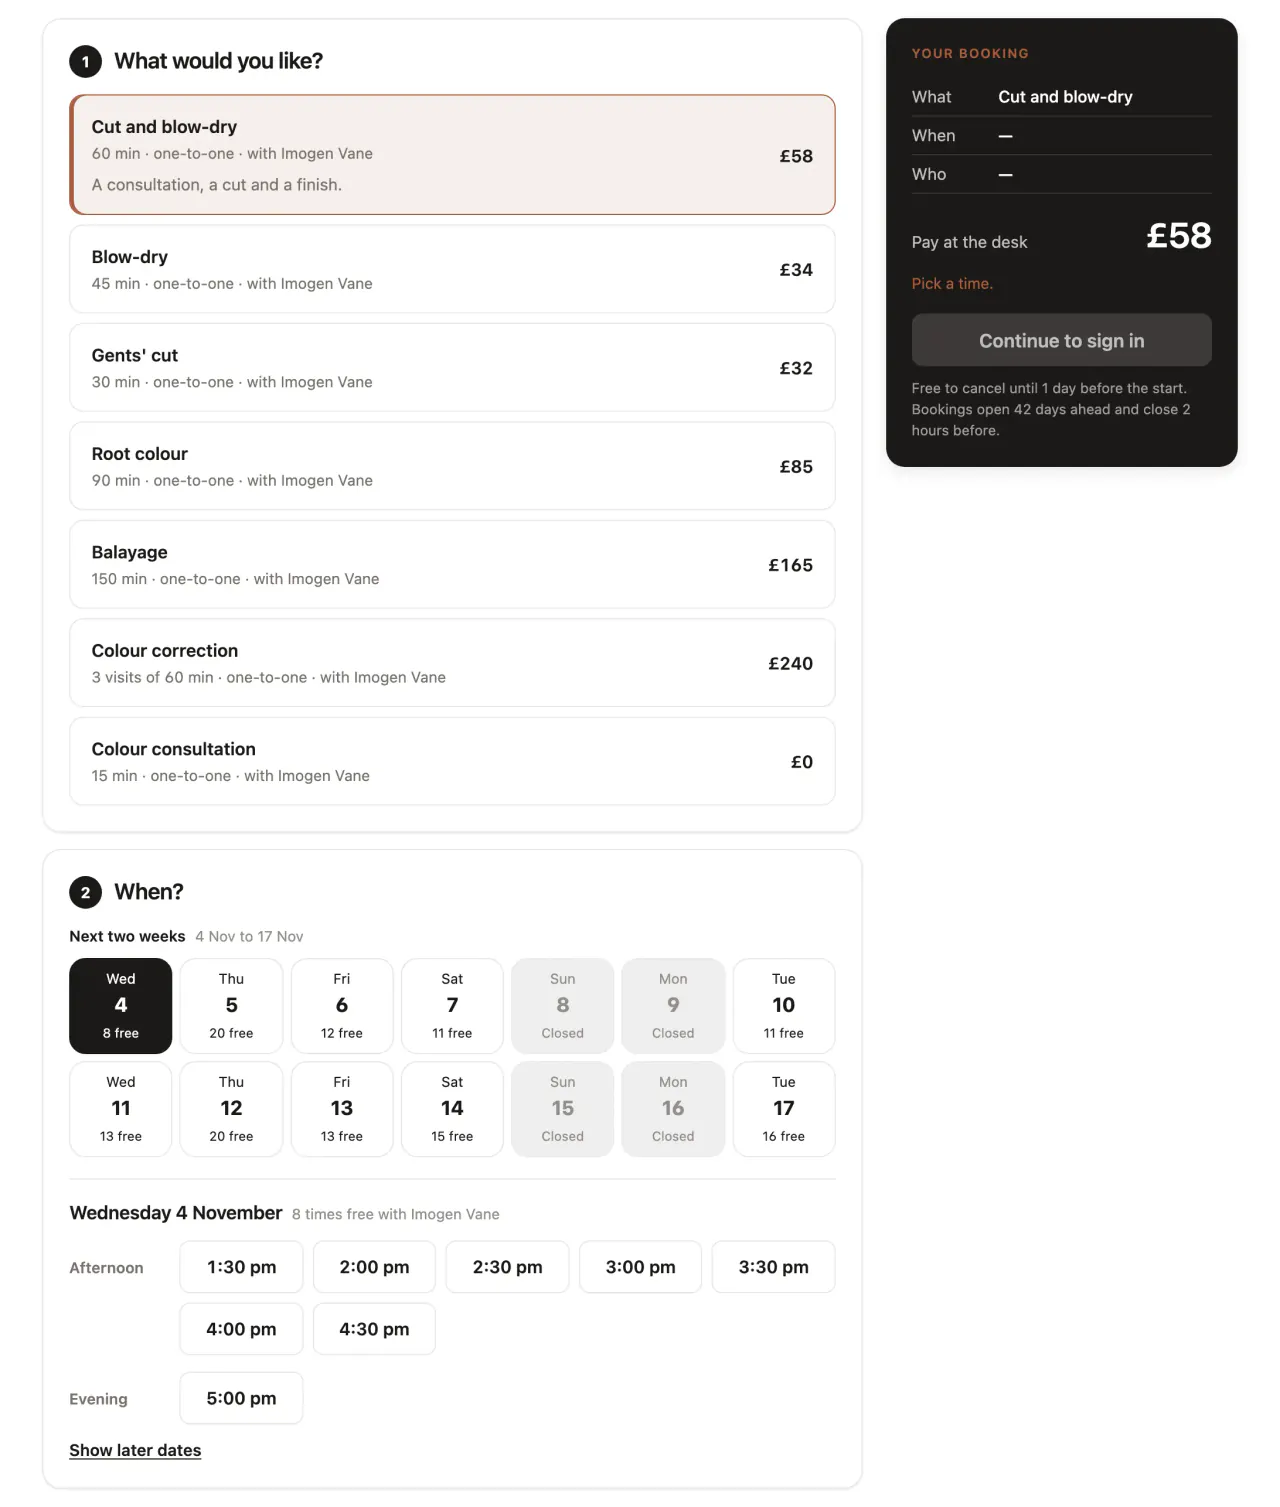 1 What would you like?
Cut and blow-dry
60 min · one-to-one · with Imogen Vane
A consultation, a cut and a finish.
£58
Blow-dry
45 min · one-to-one · with Imogen Vane
£34
Gents' cut
30 min · one-to-one · with Imogen Vane
£32
Root colour
90 min · one-to-one · with Imogen Vane
£85
Balayage
150 min · one-to-one · with Imogen Vane
£165
Colour correction
3 visits of 60 min · one-to-one · with Imogen Vane
£240
Colour consultation
15 min · one-to-one · with Imogen Vane
£0
YOUR BOOKING
What Cut and blow-dry
When —
Who —
Pay at the desk £58
Pick a time.
Continue to sign in
Free to cancel until 1 day before the start.
Bookings open 42 days ahead and close 2
hours before.
2 When?
Next two weeks 4 Nov to 17 Nov
Wed Thu Fri Sat Sun Mon Tue
4 5 6 7 8 9 10
8 free 20 free 12 free 11 free Closed Closed 11 free
Wed Thu Fri Sat Sun Mon Tue
11 12 13 14 15 16 17
13 free 20 free 13 free 15 free Closed Closed 16 free
Wednesday 4 November 8 times free with Imogen Vane
Afternoon 1:30 pm 2:00 pm 2:30 pm 3:00 pm 3:30 pm
4:00 pm 4:30 pm
Evening 5:00 pm
Show later dates